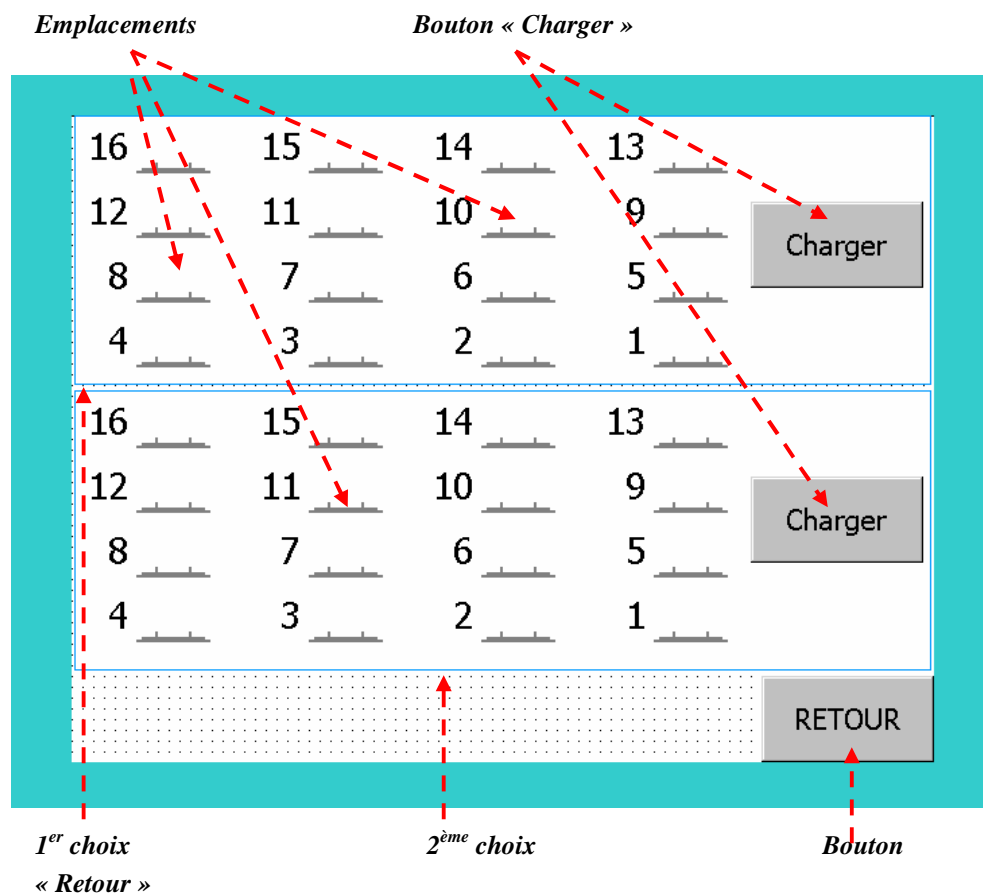 Emplacements Bouton « Charger »
16 15 14 13
12 11 10 9
Charger
8 7 6 5
4 3 2 1
16 15 14 13
12 11 10 9
Charger
8 7 6 5
4 3 2 1
RETOUR
1er choix 2ème choix Bouton
« Retour »